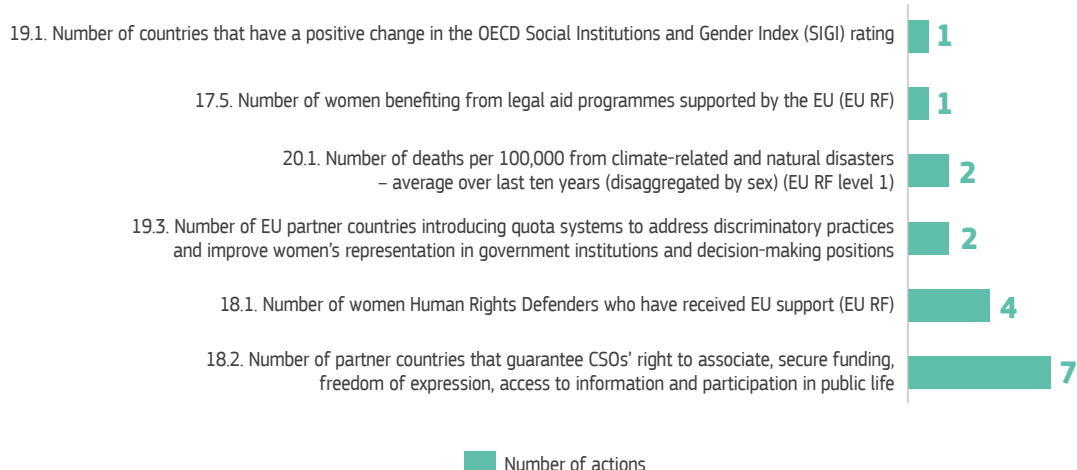 19.1. Number of countries that have a positive change in the OECD Social Institutions and Gender Index (SIGI) rating
1
17.5. Number of women benefiting from legal aid programmes supported by the EU (EU RF)
1
20.1. Number of deaths per 100,000 from climate-related and natural disasters
– average over last ten years (disaggregated by sex) (EU RF level 1)
2
19.3. Number of EU partner countries introducing quota systems to address discriminatory practices
and improve women's representation in government institutions and decision-making positions
2
18.1. Number of women Human Rights Defenders who have received EU support (EU RF)
4
18.2. Number of partner countries that guarantee CSOs' right to associate, secure funding,
freedom of expression, access to information and participation in public life
7
Number of actions